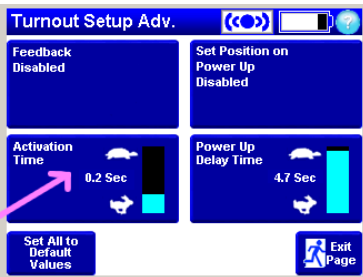 Turnout Setup Adv.
Feedback
Disabled
Set Position on
Power Up
Disabled
Activation
Time
0.2 Sec
Power Up
Delay Time
4.7 Sec
Set All to
Default
Values
Exit
Page
?